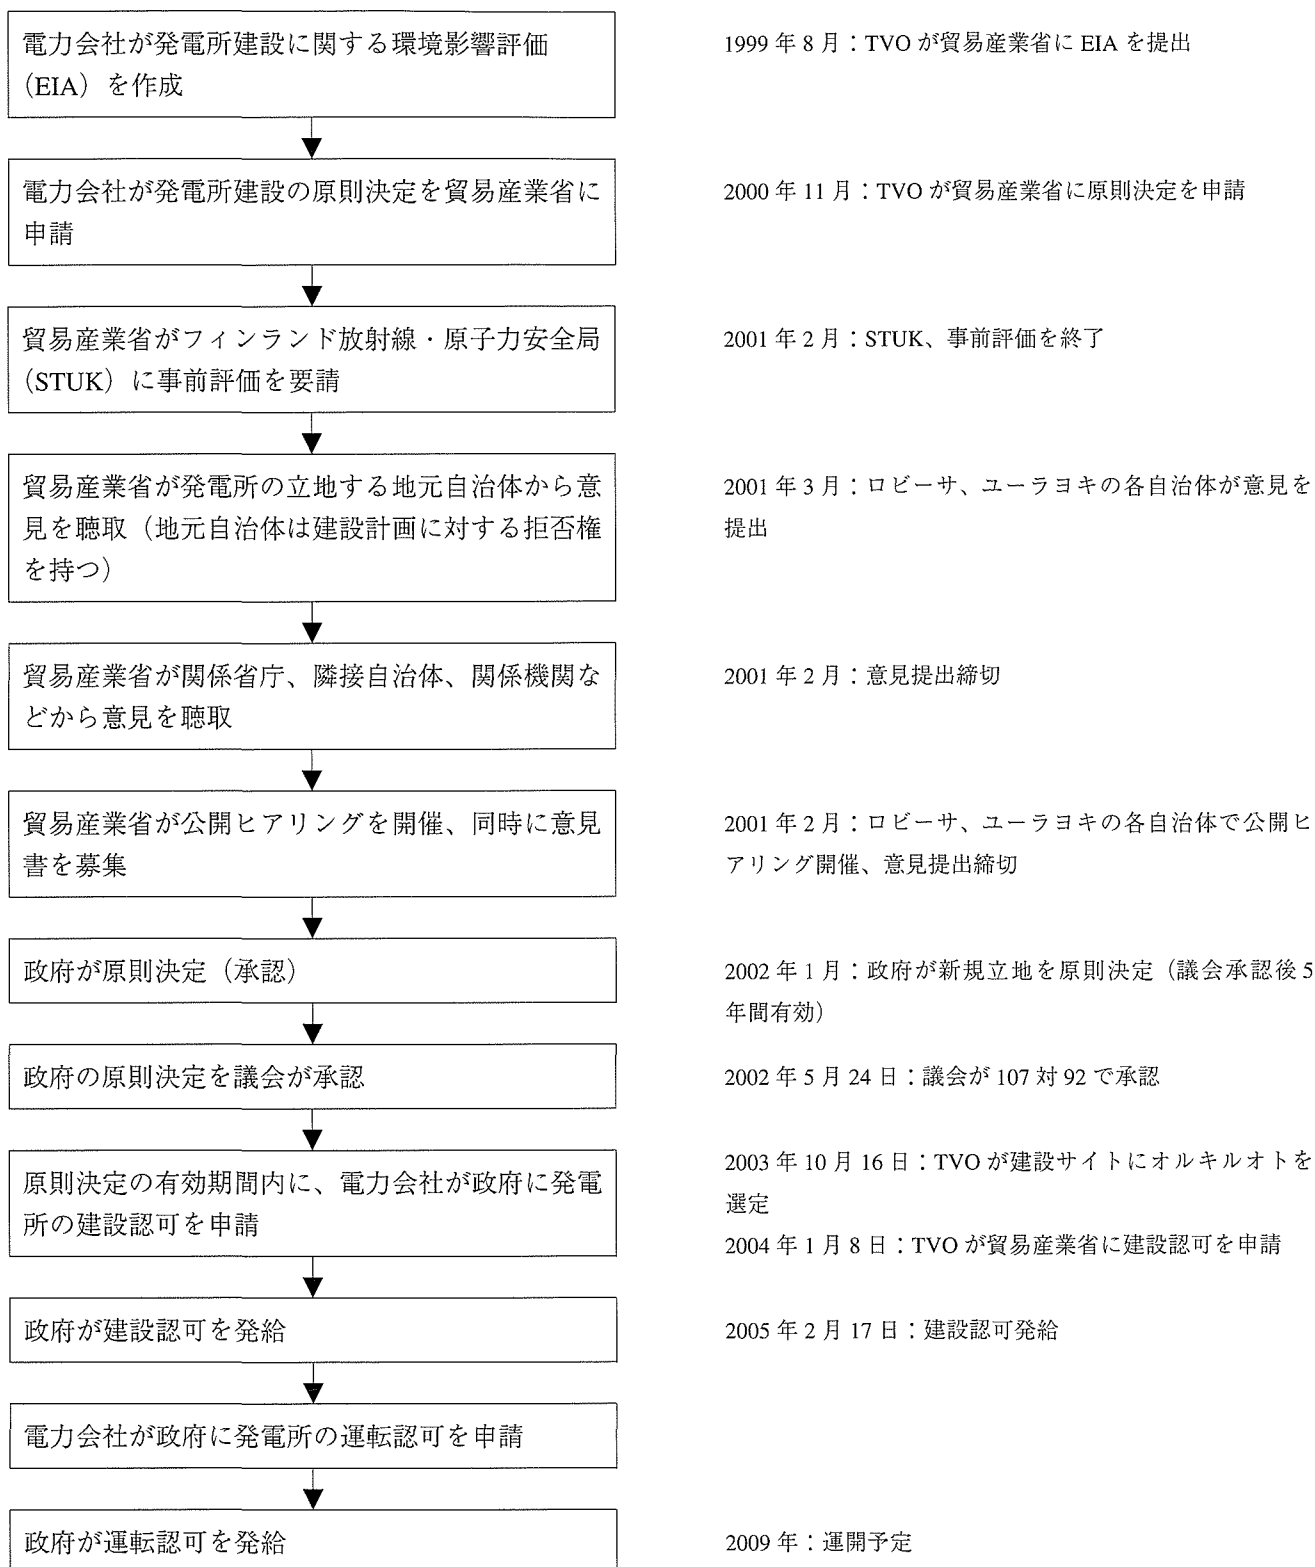 電力会社が発電所建設に関する環境影響評価
（EIA）を作成
1999年8月：TVOが貿易産業省にEIAを提出
電力会社が発電所建設の原則決定を貿易産業省に
申請
2000年11月：TVOが貿易産業省に原則決定を申請
貿易産業省がフィンランド放射線・原子力安全局
（STUK）に事前評価を要請
2001年2月：STUK、事前評価を終了
貿易産業省が発電所の立地する地元自治体から意
見を聴取（地元自治体は建設計画に対する拒否権
を持つ）
2001年3月：ロビーサ、ユーラヨキの各自治体が意見を
提出
貿易産業省が関係省庁、隣接自治体、関係機関な
どから意見を聴取
2001年2月：意見提出締切
貿易産業省が公開ヒアリングを開催、同時に意見
書を募集
2001年2月：ロビーサ、ユーラヨキの各自治体で公開ヒ
アリング開催、意見提出締切
政府が原則決定（承認）
2002年1月：政府が新規立地を原則決定（議会承認後5
年間有効）
政府の原則決定を議会が承認
2002年5月24日：議会が107対92で承認
原則決定の有効期間内に、電力会社が政府に発電
所の建設認可を申請
2003年10月16日：TVOが建設サイトにオルキルオトを
選定
2004年1月8日：TVOが貿易産業省に建設認可を申請
政府が建設認可を発給
2005年2月17日：建設認可発給
電力会社が政府に発電所の運転認可を申請
政府が運転認可を発給
2009年：運開予定